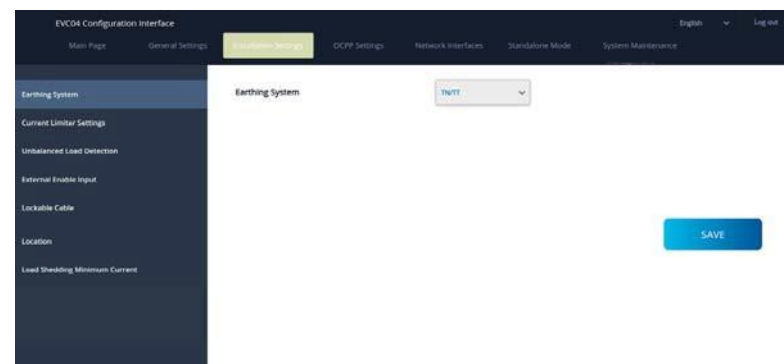 EVC04 Configuration Interface
English
Log out
Main Page
General Settings
Installation Settings
OCPP Settings
Network Interfaces
Standalone Mode
System Maintenance
Earthing System
Current Limiter Settings
Unbalanced Load Detection
External Enable Input
Lockable Cable
Location
Load Shedding Minimum Current
Earthing System
TN/TT
SAVE